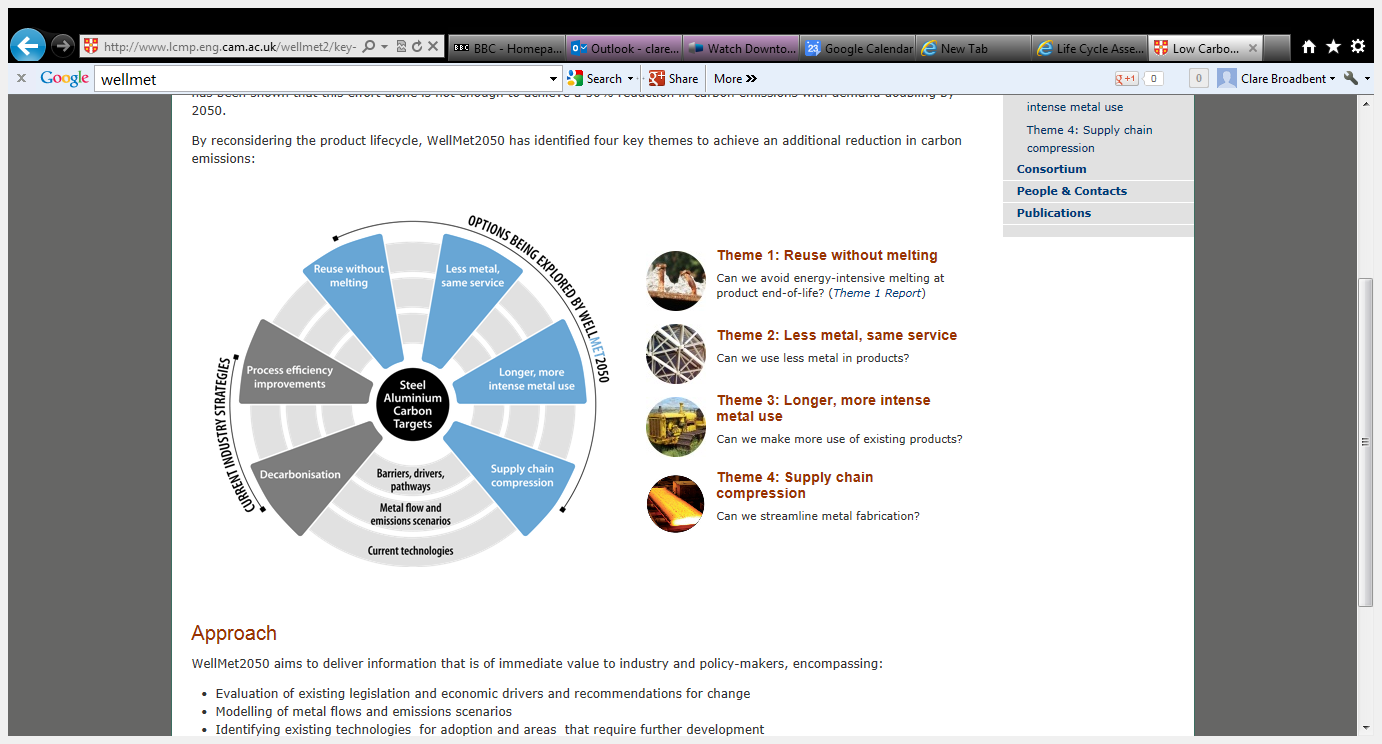 http://www.lcmp.eng.cam.ac.uk/wellmet2/key-
BBC BBC - Homepa...
Outlook - clare...
Watch Downto...
23 Google Calendar
New Tab
Life Cycle Asse...
Low Carbo...
x Google wellmet
Search
Share
More »
+1 0
0
Clare Broadbent
has been shown that this effort alone is not enough to achieve a 50% reduction in carbon emissions with demand doubling by
2050.
By reconsidering the product lifecycle, WellMet2050 has identified four key themes to achieve an additional reduction in carbon
emissions:
intense metal use
Theme 4: Supply chain
compression
Consortium
People & Contacts
Publications
OPTIONS BEING EXPLORED BY WELLMET2050
CURRENT INDUSTRY STRATEGIES
Reuse without
melting
Less metal,
same service
Process efficiency
improvements
Longer, more
intense metal use
Steel
Aluminium
Carbon
Targets
Decarbonisation
Supply chain
compression
Barriers, drivers,
pathways
Metal flow and
emissions scenarios
Current technologies
Theme 1: Reuse without melting
Can we avoid energy-intensive melting at
product end-of-life? (Theme 1 Report)
Theme 2: Less metal, same service
Can we use less metal in products?
Theme 3: Longer, more intense
metal use
Can we make more use of existing products?
Theme 4: Supply chain
compression
Can we streamline metal fabrication?
Approach
WellMet2050 aims to deliver information that is of immediate value to industry and policy-makers, encompassing:
• Evaluation of existing legislation and economic drivers and recommendations for change
• Modelling of metal flows and emissions scenarios
• Identifying existing technologies for adoption and areas that require further development